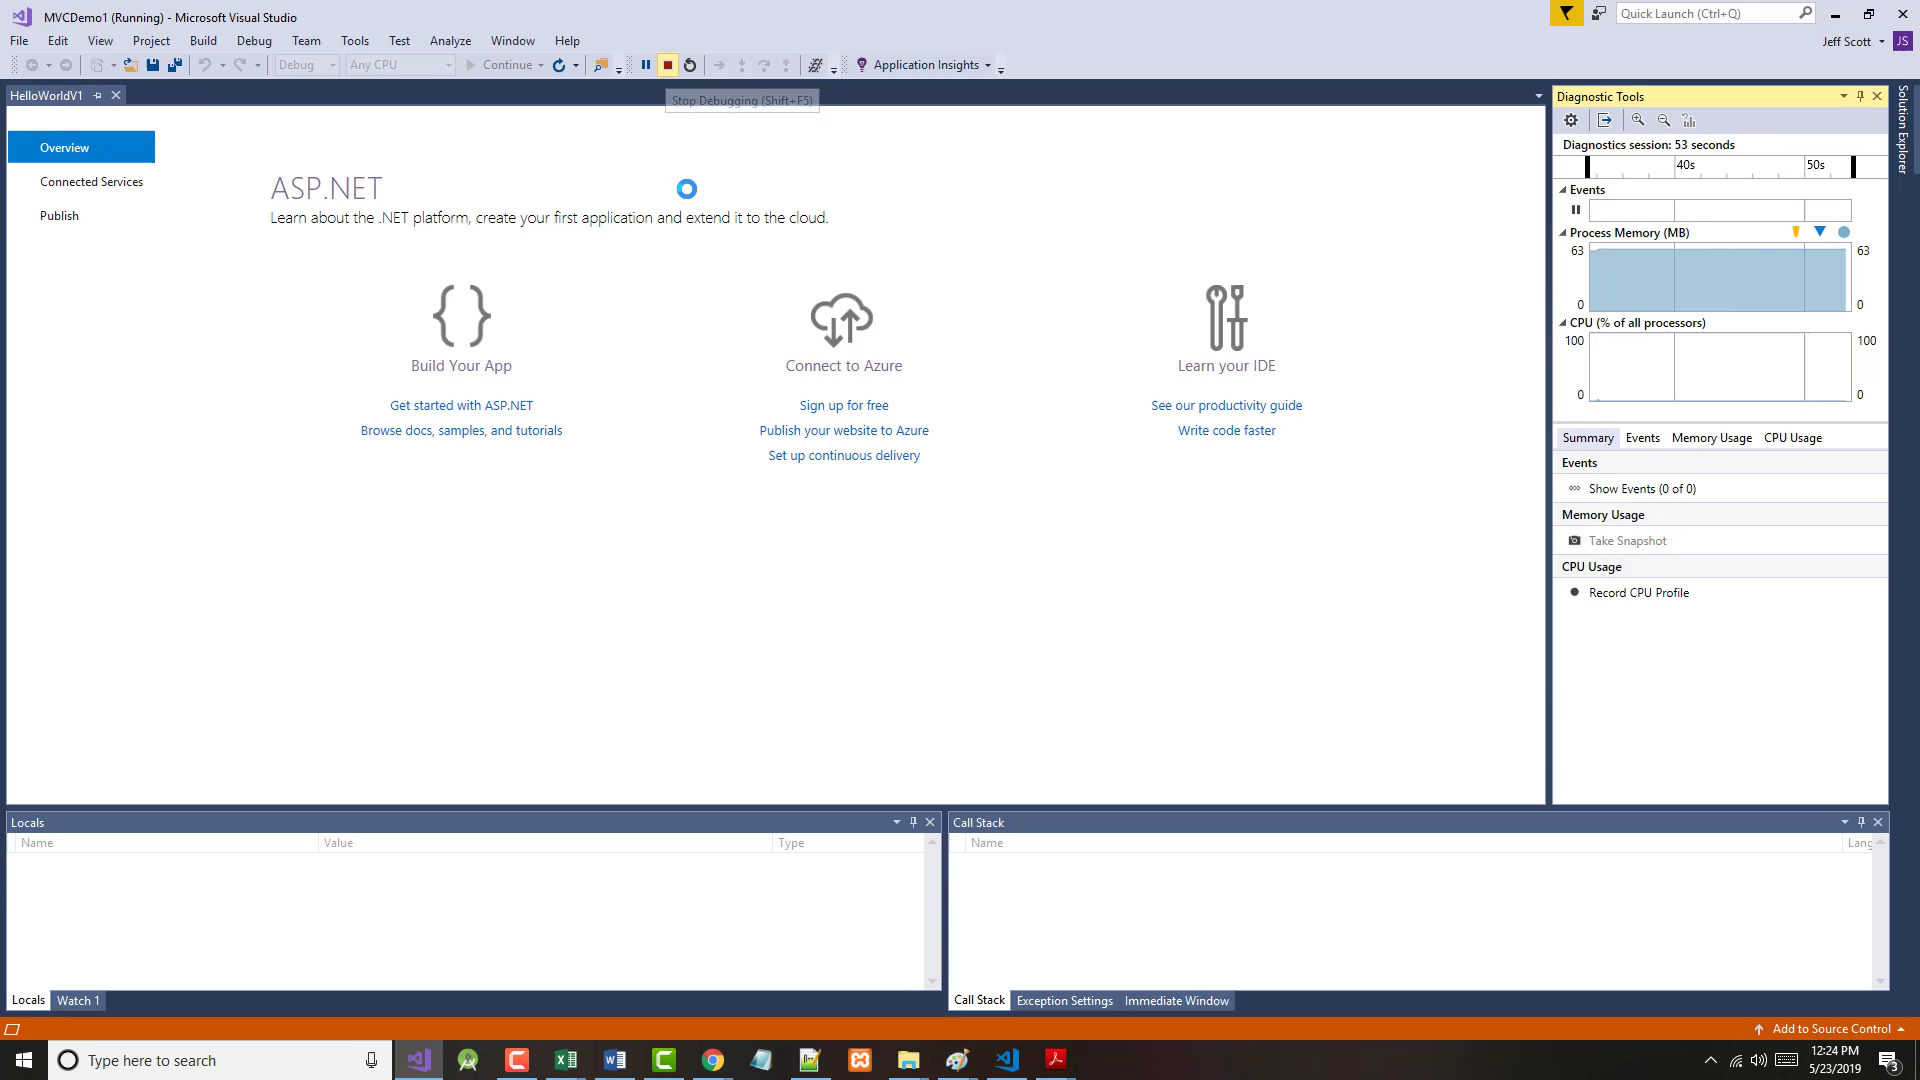 MVCDemo1 (Running) - Microsoft Visual Studio
Quick Launch (Ctrl+Q)
File Edit View Project Build Debug Team Tools Test Analyze Window Help
Jeff Scott JS
Debug Any CPU Continue Application Insights
HelloWorldV1
Stop Debugging (Shift+F5)
Overview
Connected Services
Publish
ASP.NET
Learn about the .NET platform, create your first application and extend it to the cloud.
Build Your App
Get started with ASP.NET
Browse docs, samples, and tutorials
Connect to Azure
Sign up for free
Publish your website to Azure
Set up continuous delivery
Learn your IDE
See our productivity guide
Write code faster
Diagnostic Tools
Diagnostics session: 53 seconds
40s 50s
Events
Process Memory (MB)
63 63
0 0
CPU (% of all processors)
100 100
0 0
Summary Events Memory Usage CPU Usage
Events
Show Events (0 of 0)
Memory Usage
Take Snapshot
CPU Usage
Record CPU Profile
Solution Explorer
Locals
Name Value Type
Locals Watch 1
Call Stack
Name Lang
Call Stack Exception Settings Immediate Window
Add to Source Control
Type here to search
12:24 PM
5/23/2019
3